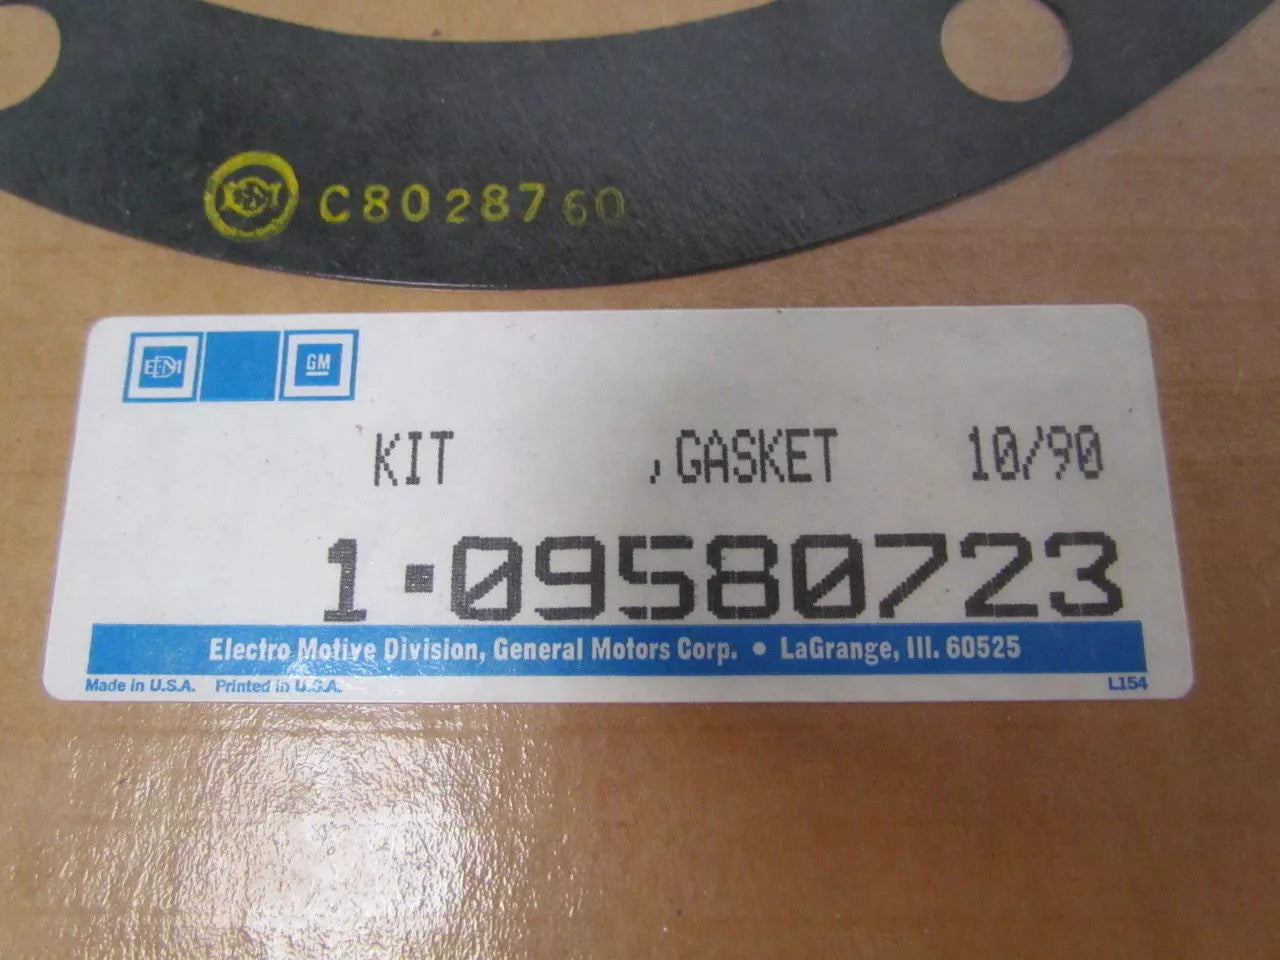 C8028760
EMD GM
KIT ,GASKET 10/90
1·09580723
Electro Motive Division, General Motors Corp. • LaGrange, Ill. 60525
Made in U.S.A. Printed in U.S.A. L154